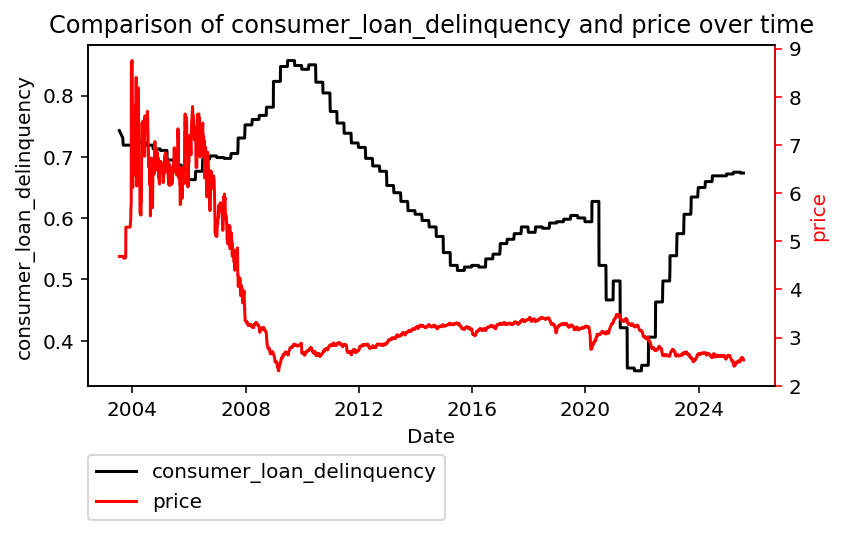 Comparison of consumer_loan_delinquency and price over time
consumer_loan_delinquency
0.8
0.7
0.6
0.5
0.4
9
8
7
6
5
4
3
2
price
2004 2008 2012 2016 2020 2024
Date
consumer_loan_delinquency
price